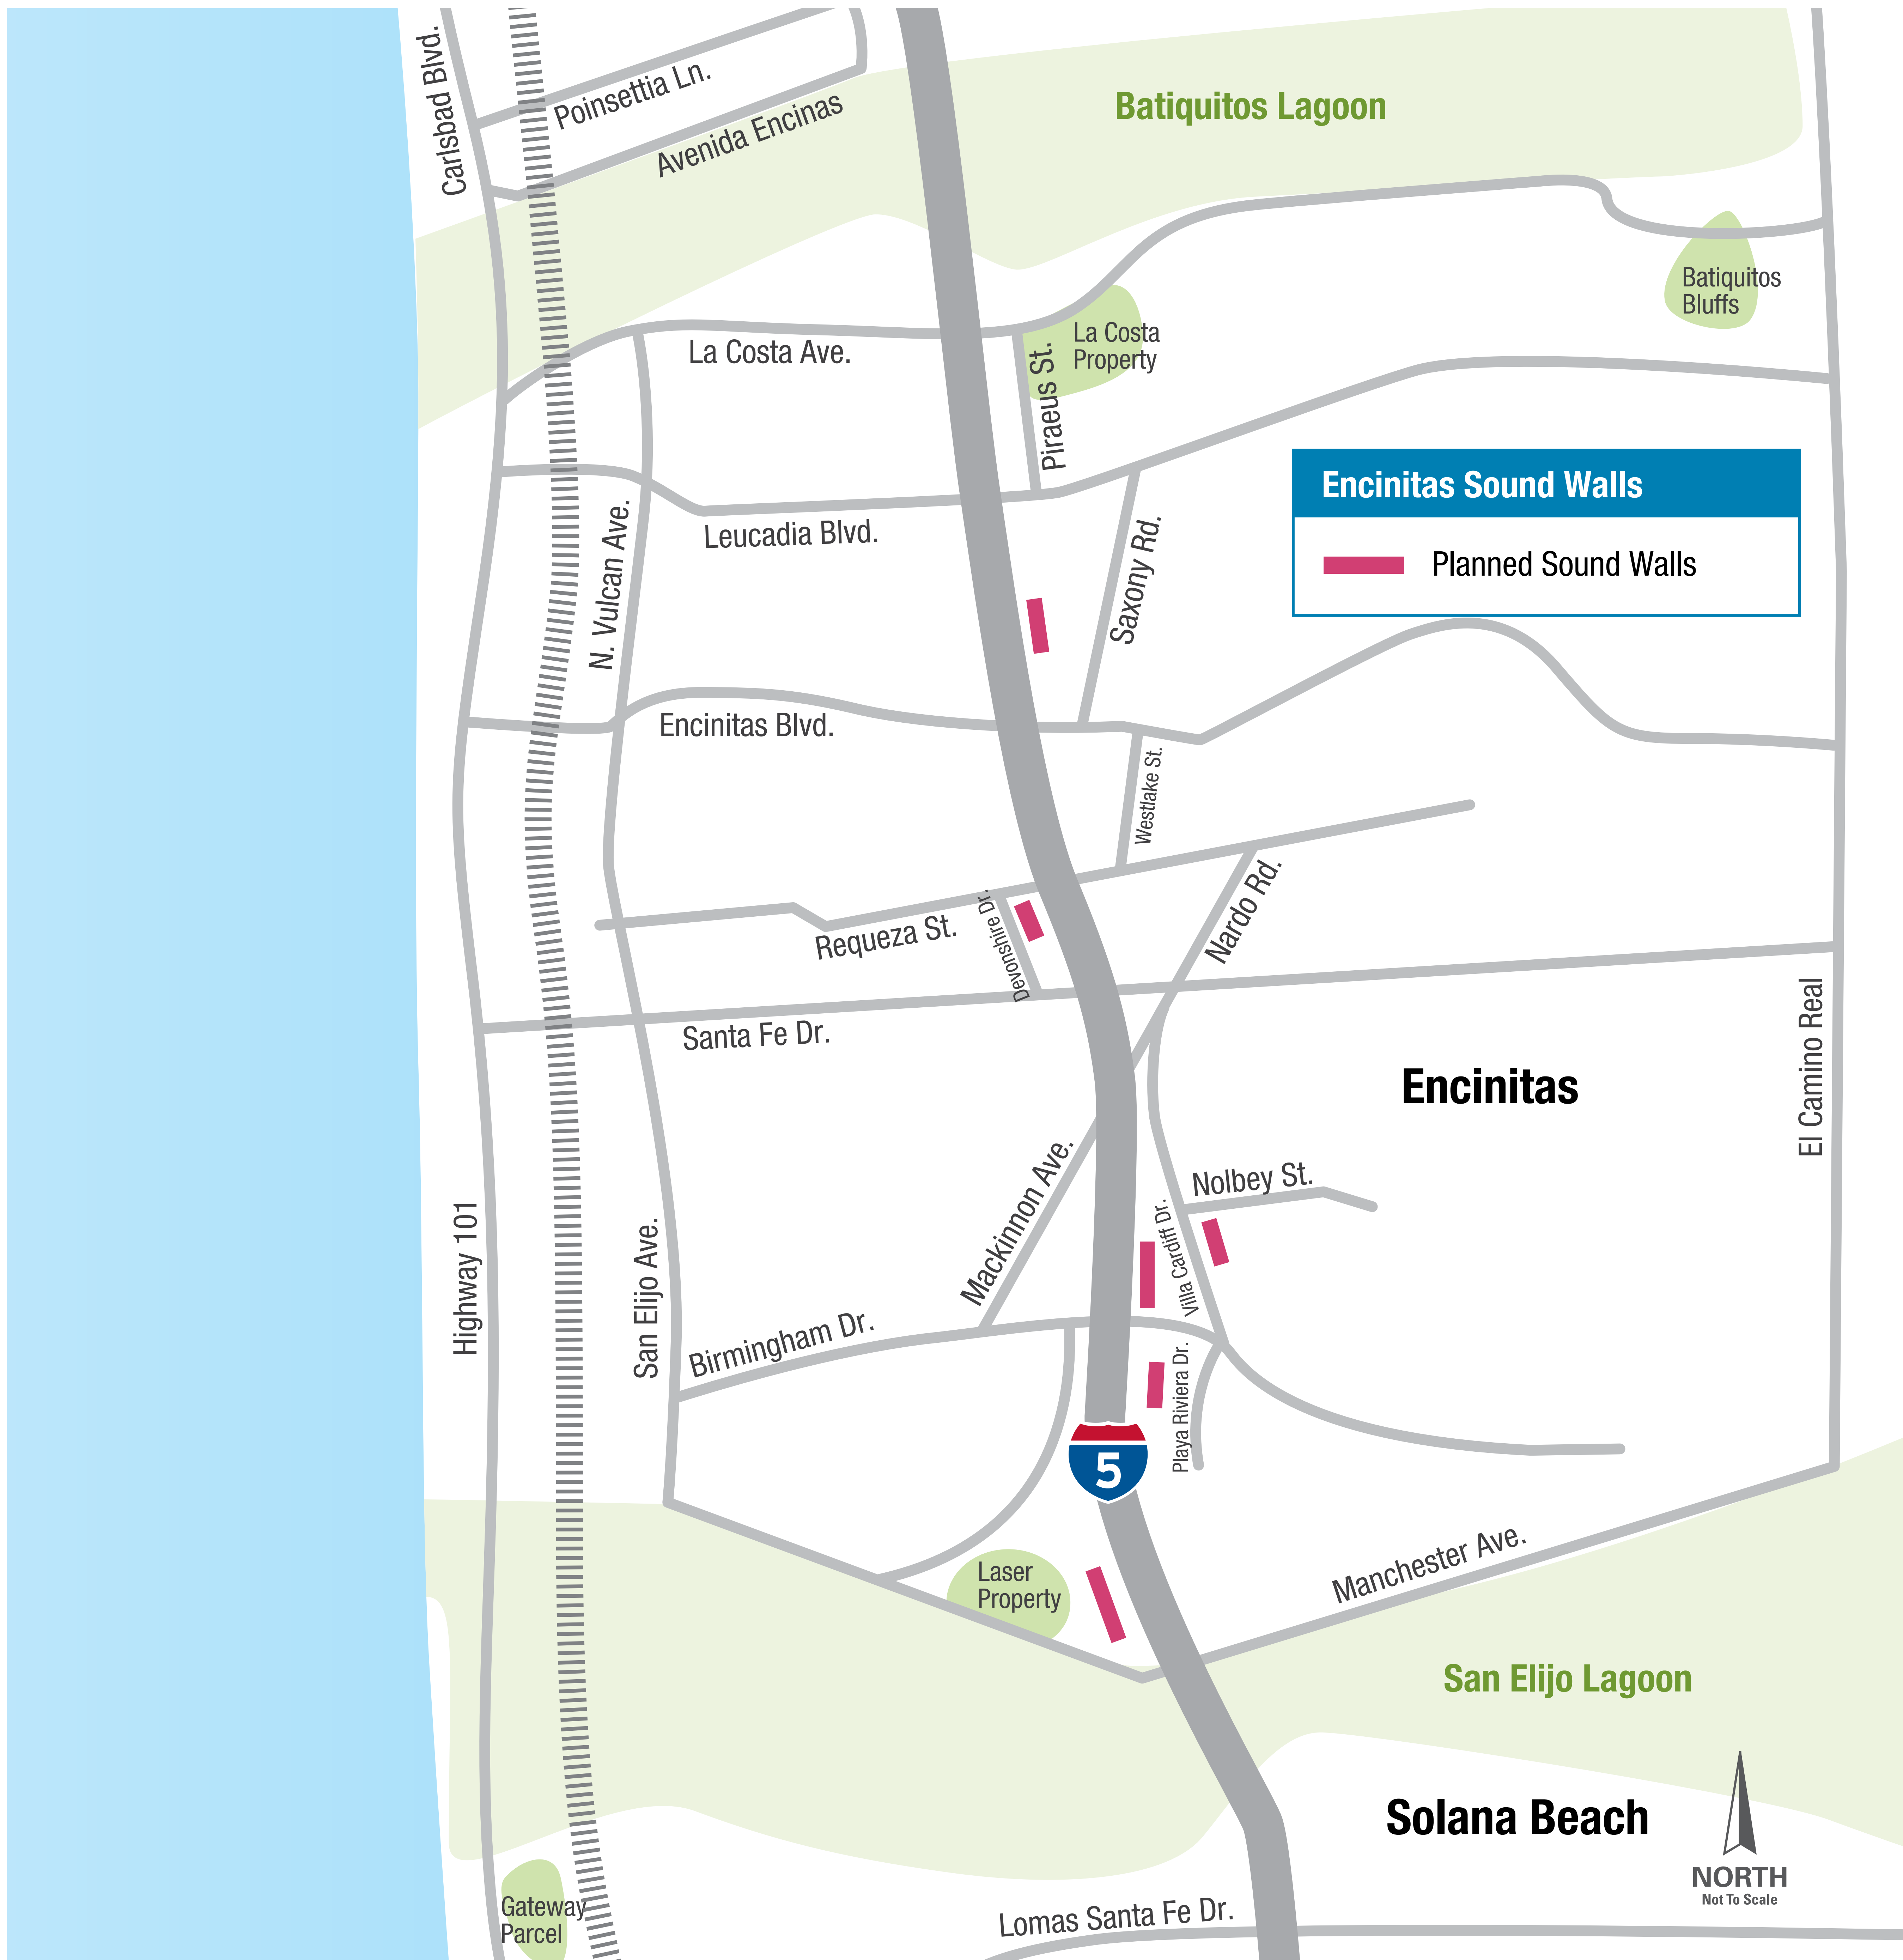 Carlsbad Blvd.
Poinsettia Ln.
Avenida Encinas
Batiquitos Lagoon
Batiquitos
Bluffs
La Costa
Property
La Costa Ave.
Piraeus St.
Encinitas Sound Walls
Planned Sound Walls
Leucadia Blvd.
N. Vulcan Ave.
Saxony Rd.
Encinitas Blvd.
Westlake St.
Requeza St.
Devonshire Dr.
Nardo Rd.
Santa Fe Dr.
Encinitas
El Camino Real
Mackinnon Ave.
Nolbey St.
Villa Cardiff Dr.
Highway 101
San Elijo Ave.
Birmingham Dr.
Playa Riviera Dr.
5
Laser
Property
Manchester Ave.
San Elijo Lagoon
Solana Beach
NORTH
Not To Scale
Gateway
Parcel
Lomas Santa Fe Dr.